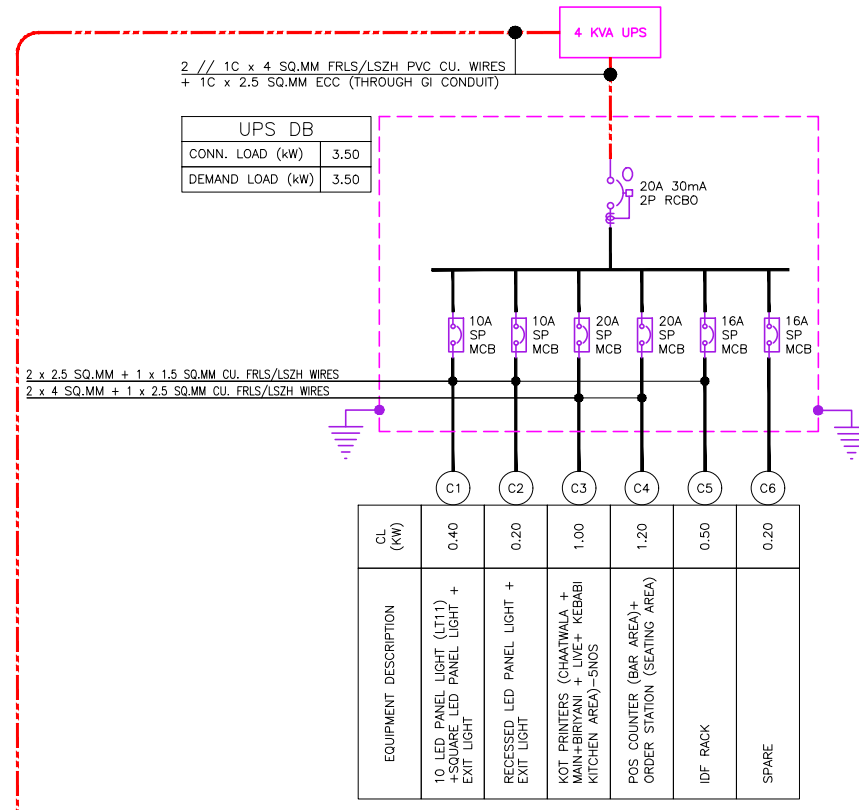 4 KVA UPS
2 // 1C x 4 SQ.MM FRLS/LSZH PVC CU. WIRES
+ 1C x 2.5 SQ.MM ECC (THROUGH GI CONDUIT)
UPS DB
CONN. LOAD (kW) 3.50
DEMAND LOAD (kW) 3.50
20A 30mA
2P RCBO
10A
SP
MCB
10A
SP
MCB
20A
SP
MCB
20A
SP
MCB
16A
SP
MCB
16A
SP
MCB
2 x 2.5 SQ.MM + 1 x 1.5 SQ.MM CU. FRLS/LSZH WIRES
2 x 4 SQ.MM + 1 x 2.5 SQ.MM CU. FRLS/LSZH WIRES
C1
C2
C3
C4
C5
C6
CL
(KW)
0.40
0.20
1.00
1.20
0.50
0.20
EQUIPMENT DESCRIPTION
10 LED PANEL LIGHT (LT11)
+SQUARE LED PANEL LIGHT +
EXIT LIGHT
RECESSED LED PANEL LIGHT +
EXIT LIGHT
KOT PRINTERS (CHAATWALA +
MAIN+BIRIYANI + LIVE+ KEBABI
KITCHEN AREA)-5NOS
POS COUNTER (BAR AREA)+
ORDER STATION (SEATING AREA)
IDF RACK
SPARE